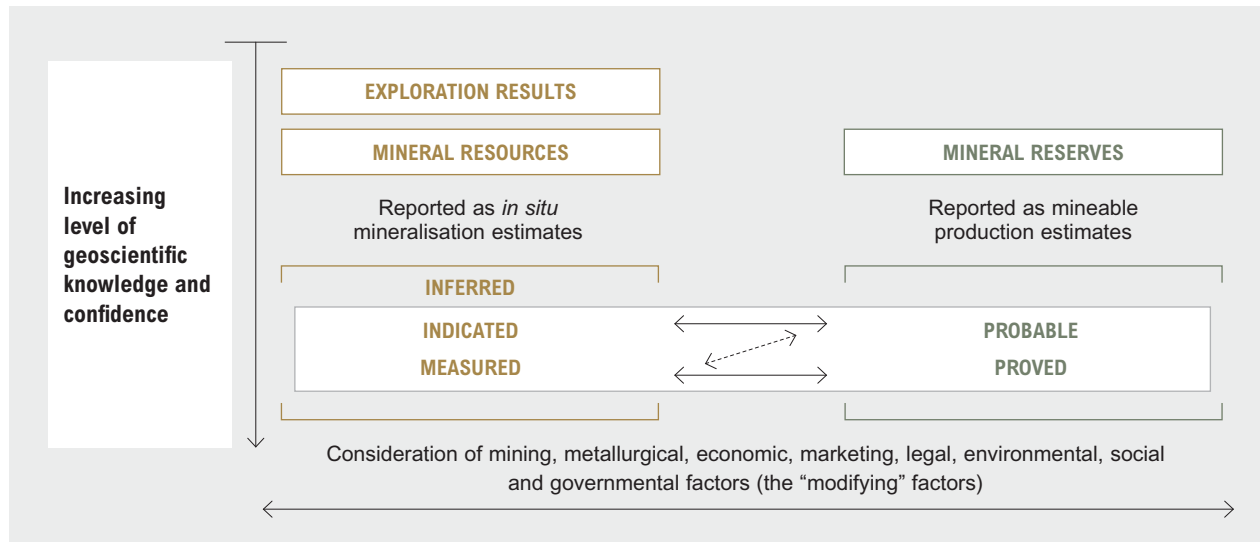 Increasing
level of
geoscientific
knowledge and
confidence
EXPLORATION RESULTS
MINERAL RESOURCES
Reported as in situ
mineralisation estimates
INFERRED
INDICATED
MEASURED
MINERAL RESERVES
Reported as mineable
production estimates
PROBABLE
PROVED
Consideration of mining, metallurgical, economic, marketing, legal, environmental, social
and governmental factors (the “modifying” factors)